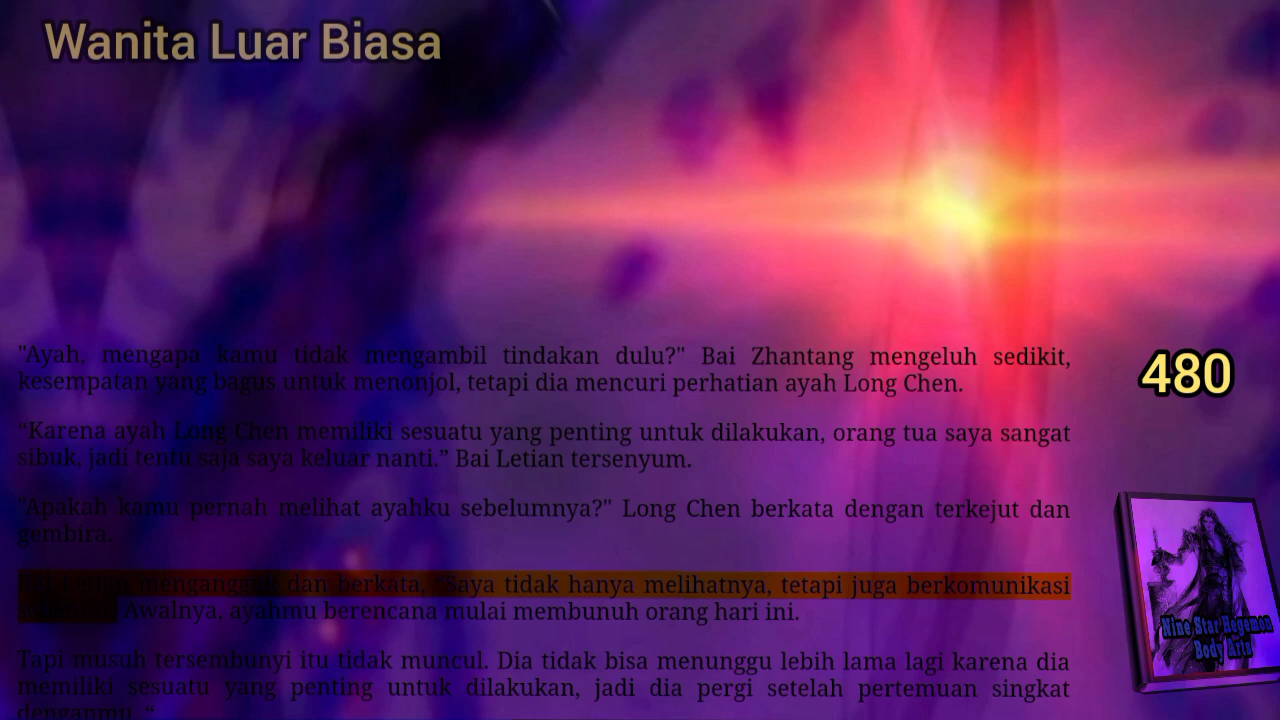 Wanita Luar Biasa
"Ayah, mengapa kamu tidak mengambil tindakan dulu?" Bai Zhantang mengeluh sedikit,
kesempatan yang bagus untuk menonjol, tetapi dia mencuri perhatian ayah Long Chen.
“Karena ayah Long Chen memiliki sesuatu yang penting untuk dilakukan, orang tua saya sangat
sibuk, jadi tentu saja saya keluar nanti.” Bai Letian tersenyum.
"Apakah kamu pernah melihat ayahku sebelumnya?" Long Chen berkata dengan terkejut dan
gembira.
Bai Letian mengangguk dan berkata, “Saya tidak hanya melihatnya, tetapi juga berkomunikasi
Awalnya, ayahmu berencana mulai membunuh orang hari ini.
Tapi musuh tersembunyi itu tidak muncul. Dia tidak bisa menunggu lebih lama lagi karena dia
memiliki sesuatu yang penting untuk dilakukan, jadi dia pergi setelah pertemuan singkat
denganmu. “
480
Nine Star Hegemon
Body Arts